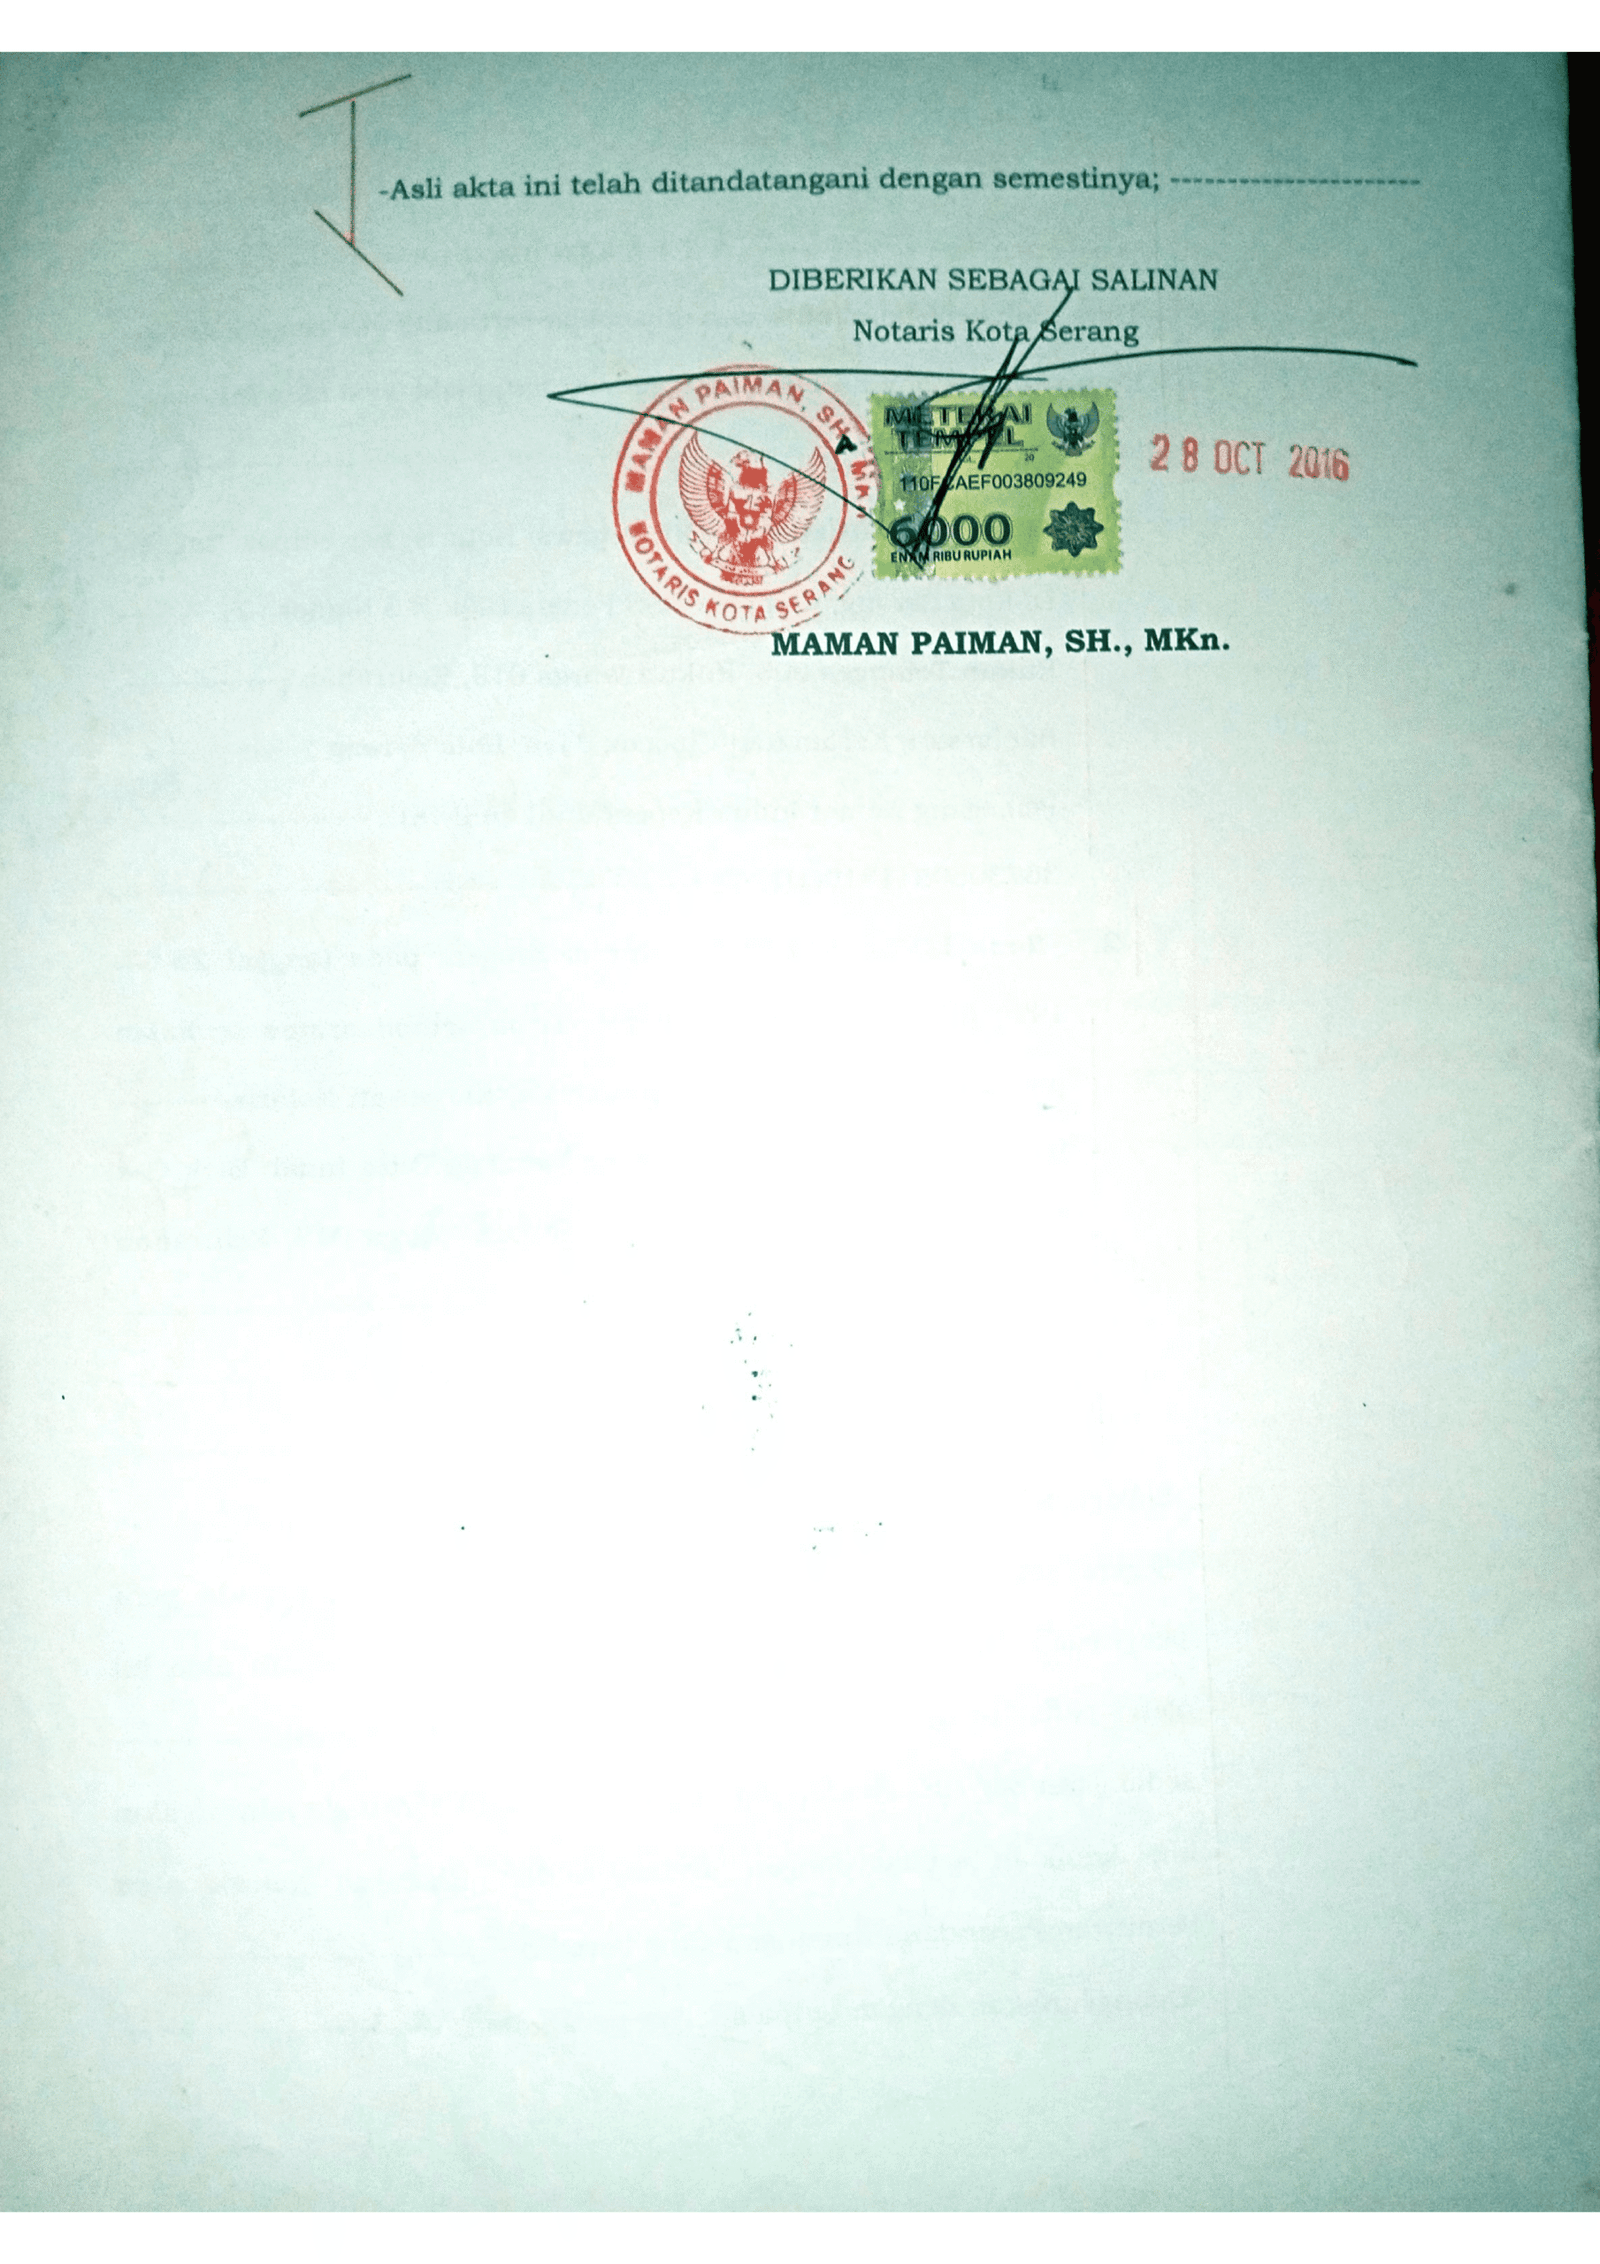 -Asli akta ini telah ditandatangani dengan semestinya; ----------------------
DIBERIKAN SEBAGAI SALINAN
Notaris Kota Serang
MAMAN PAIMAN, SH
NOTARIS KOTA SERANG
METERAI
TEMPEL
20
110FCAEF003809249
6000
ENAM RIBU RUPIAH
28 OCT 2016
MAMAN PAIMAN, SH., MKn.